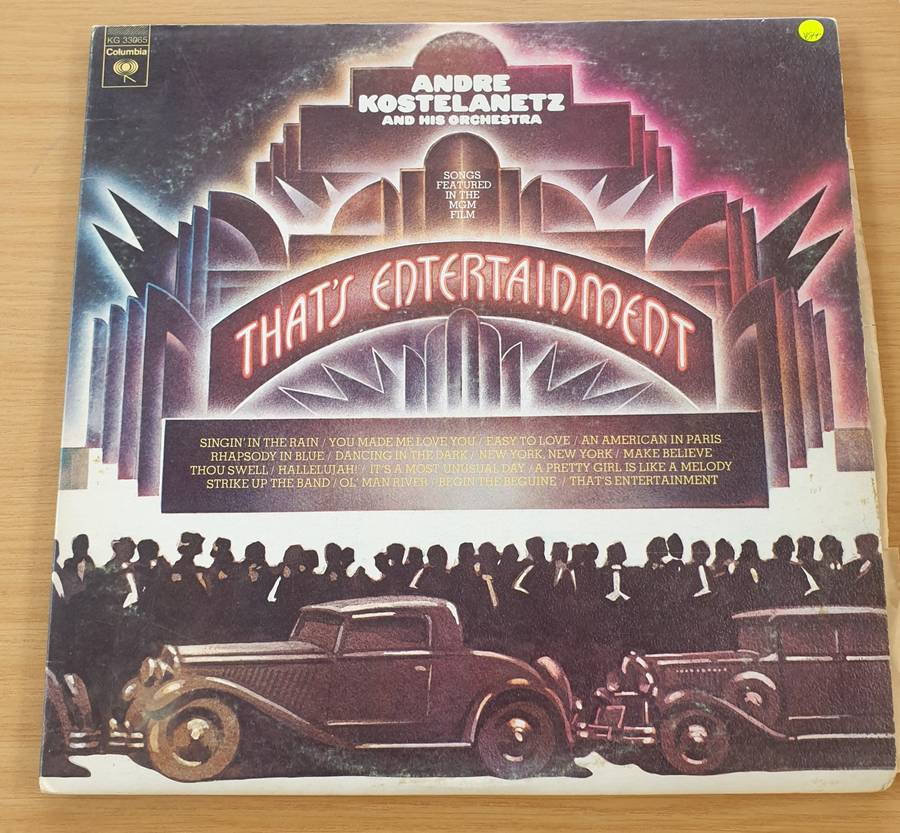 KG 33065
Columbia
ANDRE
KOSTELANETZ
AND HIS ORCHESTRA
SONGS
FEATURED
IN THE
MGM
FILM
THAT'S ENTERTAINMENT
SINGIN' IN THE RAIN / YOU MADE ME LOVE YOU / EASY TO LOVE / AN AMERICAN IN PARIS
RHAPSODY IN BLUE / DANCING IN THE DARK / NEW YORK, NEW YORK / MAKE BELIEVE
THOU SWELL / HALLELUJAH! / IT'S A MOST UNUSUAL DAY / A PRETTY GIRL IS LIKE A MELODY
STRIKE UP THE BAND / OL' MAN RIVER / BEGIN THE BEGUINE / THAT'S ENTERTAINMENT